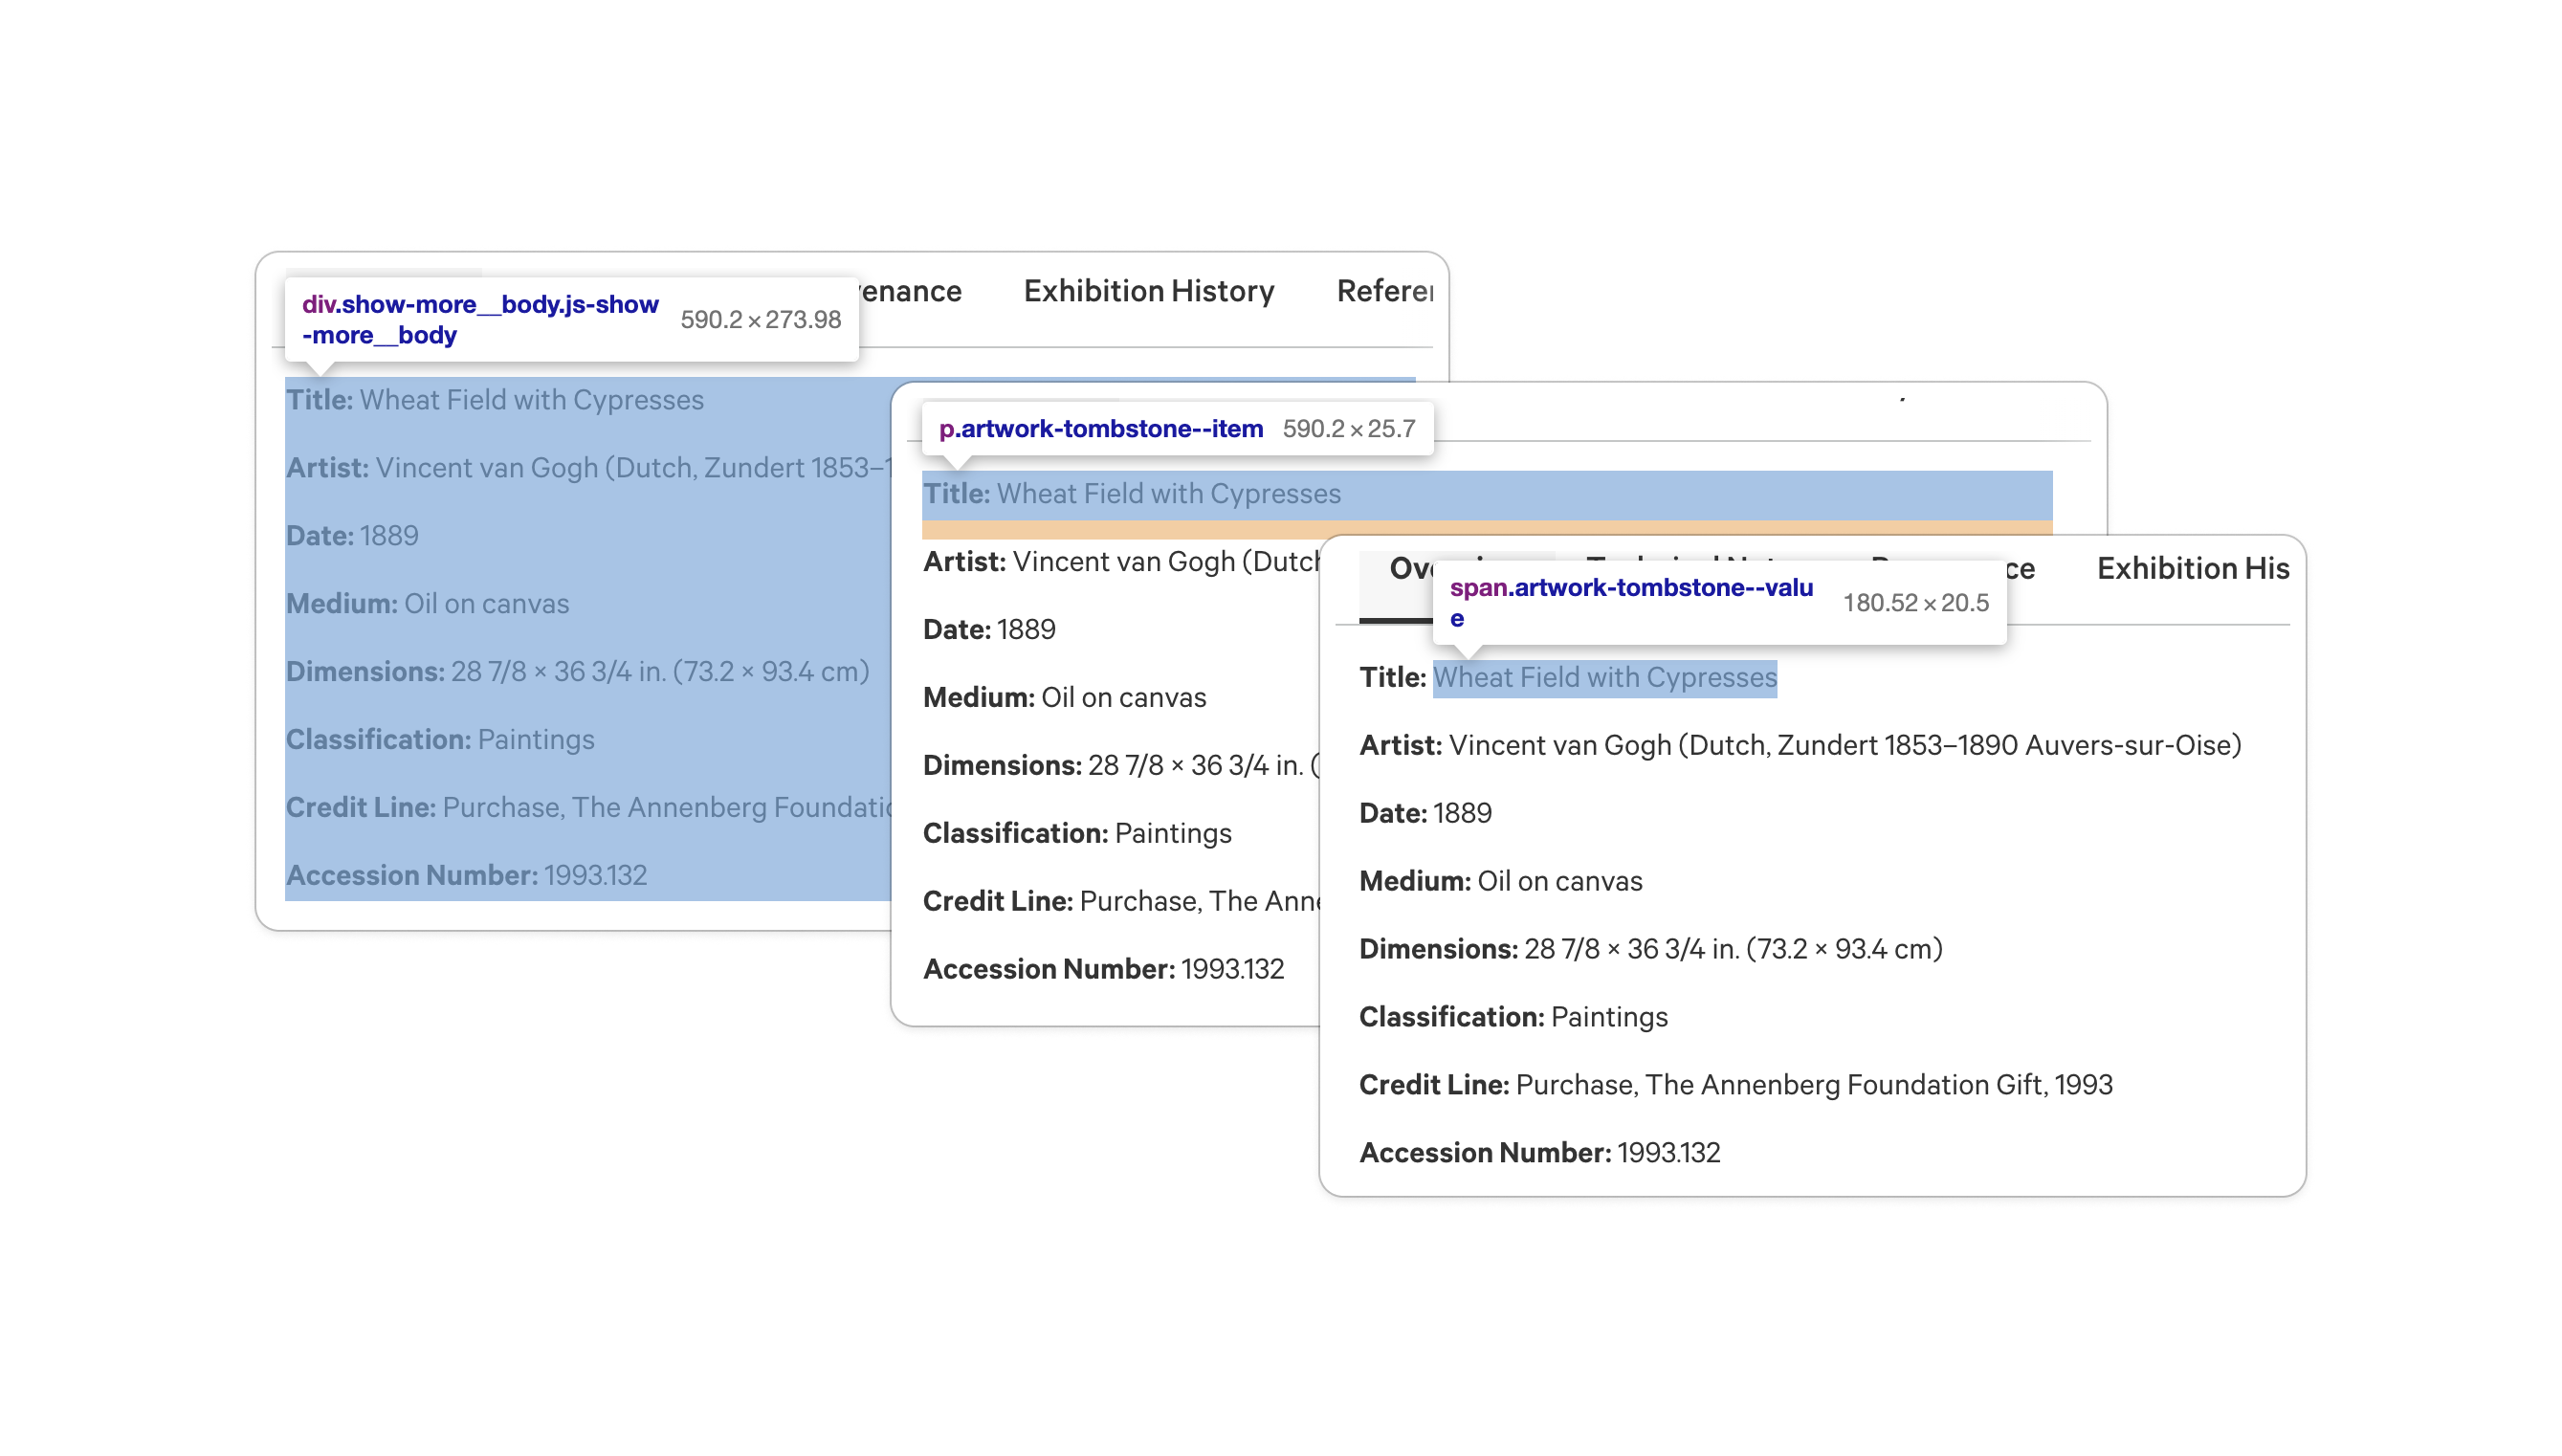 Exhibition History
div.show-more__body.js-show
-more__body
590.2 × 273.98
Title: Wheat Field with Cypresses
Artist: Vincent van Gogh (Dutch, Zundert 1853–1
Date: 1889
Medium: Oil on canvas
Dimensions: 28 7/8 × 36 3/4 in. (73.2 × 93.4 cm)
Classification: Paintings
Credit Line: Purchase, The Annenberg Foundatio
Accession Number: 1993.132
p.artwork-tombstone--item 590.2 × 25.7
Title: Wheat Field with Cypresses
Artist: Vincent van Gogh (Dutch
Date: 1889
Medium: Oil on canvas
Dimensions: 28 7/8 × 36 3/4 in. (
Classification: Paintings
Credit Line: Purchase, The Anne
Accession Number: 1993.132
Exhibition His
span.artwork-tombstone--valu
e
180.52 × 20.5
Title: Wheat Field with Cypresses
Artist: Vincent van Gogh (Dutch, Zundert 1853–1890 Auvers-sur-Oise)
Date: 1889
Medium: Oil on canvas
Dimensions: 28 7/8 × 36 3/4 in. (73.2 × 93.4 cm)
Classification: Paintings
Credit Line: Purchase, The Annenberg Foundation Gift, 1993
Accession Number: 1993.132